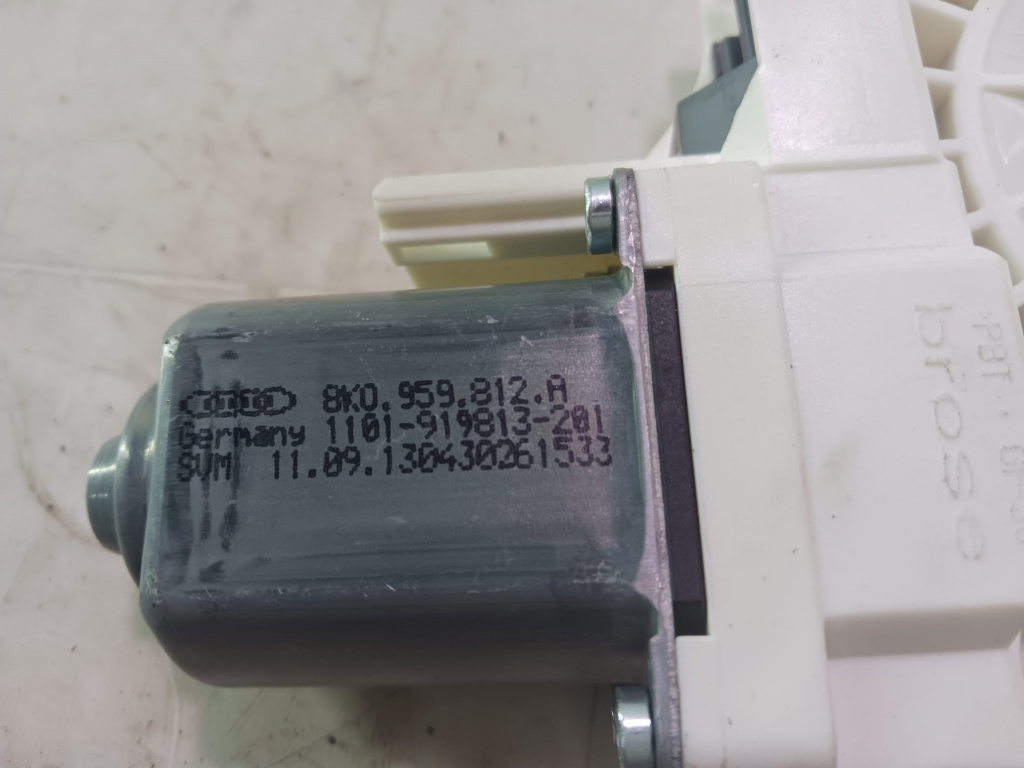 8K0.959.812.A
Germany 1101-919813-201
SVM 11.09.130430261533
brose